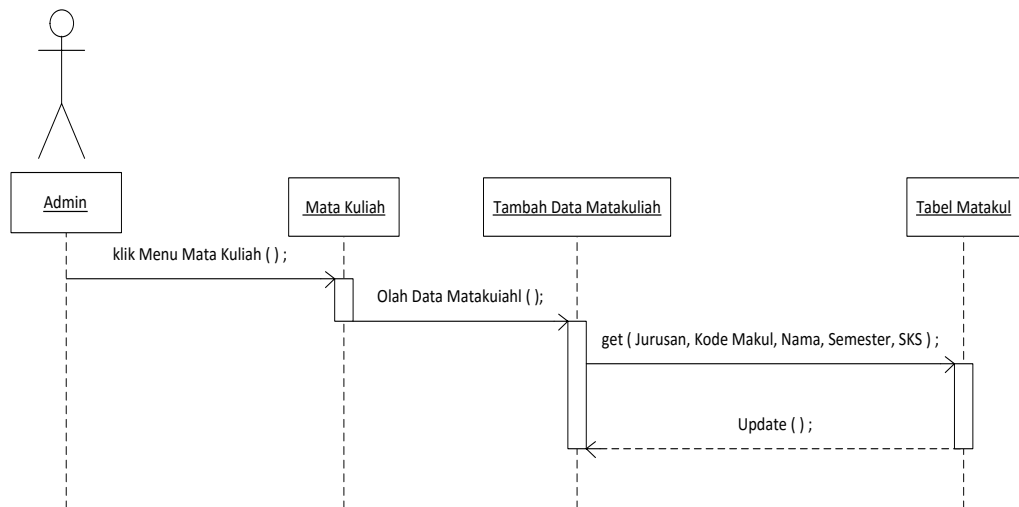 Admin
Mata Kuliah
Tambah Data Matakuliah
Tabel Matakul
klik Menu Mata Kuliah ( ) ;
Olah Data Matakuiahl ( );
get ( Jurusan, Kode Makul, Nama, Semester, SKS ) ;
Update ( ) ;